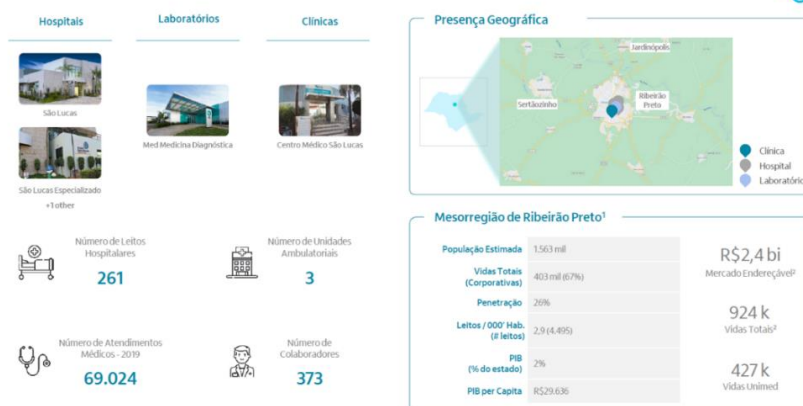 Hospitais
Laboratórios
Clínicas
São Lucas
Med Medicina Diagnóstica
Centro Médico São Lucas
São Lucas Especializado
+1 other
Número de Leitos
Hospitalares
261
Número de Unidades
Ambulatoriais
3
Número de Atendimentos
Médicos - 2019
69.024
Número de
Colaboradores
373
Presença Geográfica
Jardinópolis
Sertãozinho
Ribeirão
Preto
Clínica
Hospital
Laboratório
Mesorregião de Ribeirão Preto¹
População Estimada 1.563 mil
Vidas Totais
(Corporativas) 403 mil (67%)
Penetração 26%
Leitos / 000' Hab.
(# leitos) 2,9 (4.495)
PIB
(% do estado) 2%
PIB per Capita R$29.636
R$2,4 bi
Mercado Endereçável²
924 k
Vidas Totais²
427 k
Vidas Unimed